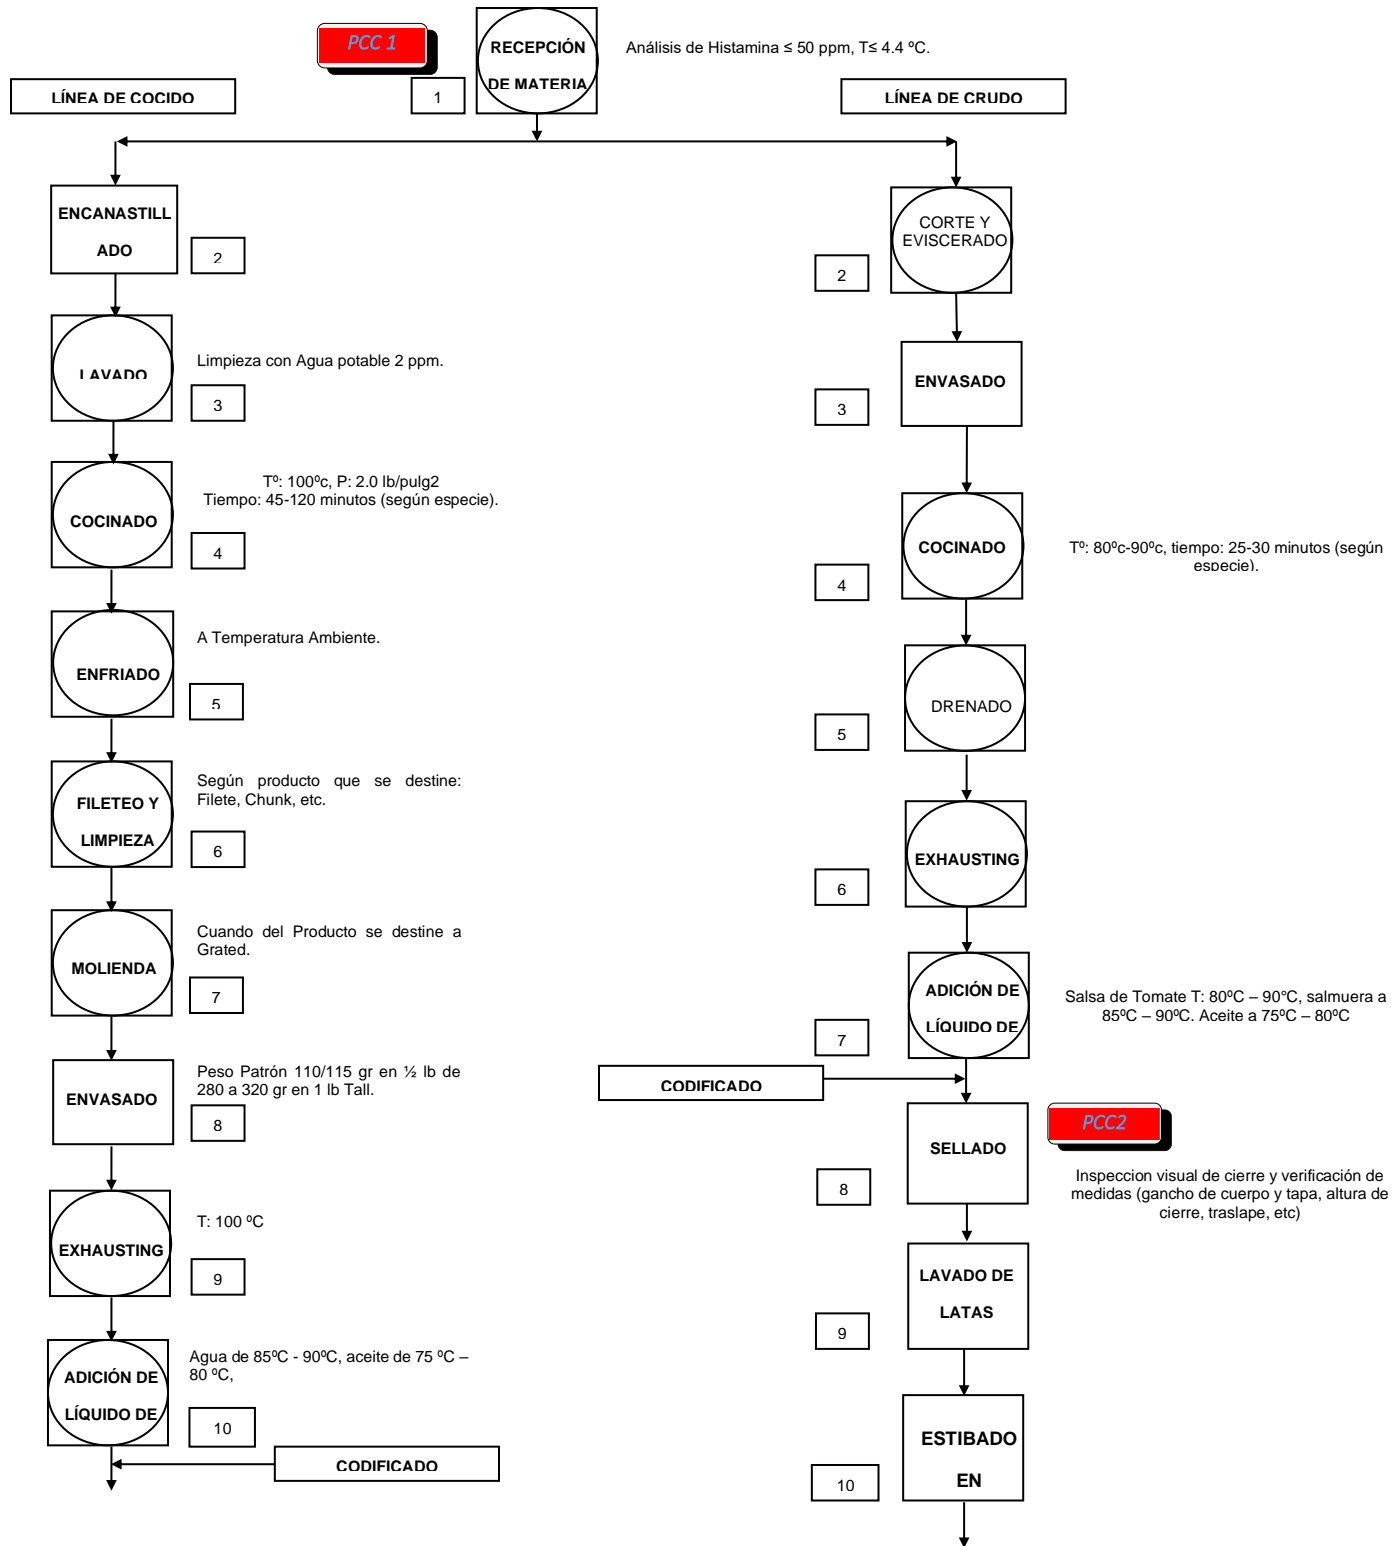 PCC 1
RECEPCIÓN
DE MATERIA
Análisis de Histamina ≤ 50 ppm, T≤ 4.4 ºC.
1
LÍNEA DE COCIDO
LÍNEA DE CRUDO
ENCANASTILL
ADO
2
LAVADO
Limpieza con Agua potable 2 ppm.
3
COCINADO
Tº: 100ºc, P: 2.0 lb/pulg2
Tiempo: 45-120 minutos (según especie).
4
ENFRIADO
A Temperatura Ambiente.
5
FILETEO Y
LIMPIEZA
Según producto que se destine:
Filete, Chunk, etc.
6
MOLIENDA
Cuando del Producto se destine a
Grated.
7
ENVASADO
Peso Patrón 110/115 gr en ½ lb de
280 a 320 gr en 1 lb Tall.
8
EXHAUSTING
T: 100 ºC
9
ADICIÓN DE
LÍQUIDO DE
Agua de 85ºC - 90ºC, aceite de 75 ºC –
80 ºC,
10
CODIFICADO
CORTE Y
EVISCERADO
2
ENVASADO
3
COCINADO
Tº: 80ºc-90ºc, tiempo: 25-30 minutos (según
especie).
4
DRENADO
5
EXHAUSTING
6
ADICIÓN DE
LÍQUIDO DE
Salsa de Tomate T: 80ºC – 90°C, salmuera a
85ºC – 90ºC. Aceite a 75ºC – 80ºC
7
CODIFICADO
SELLADO
PCC2
Inspeccion visual de cierre y verificación de
medidas (gancho de cuerpo y tapa, altura de
cierre, traslape, etc)
8
LAVADO DE
LATAS
9
ESTIBADO
EN
10